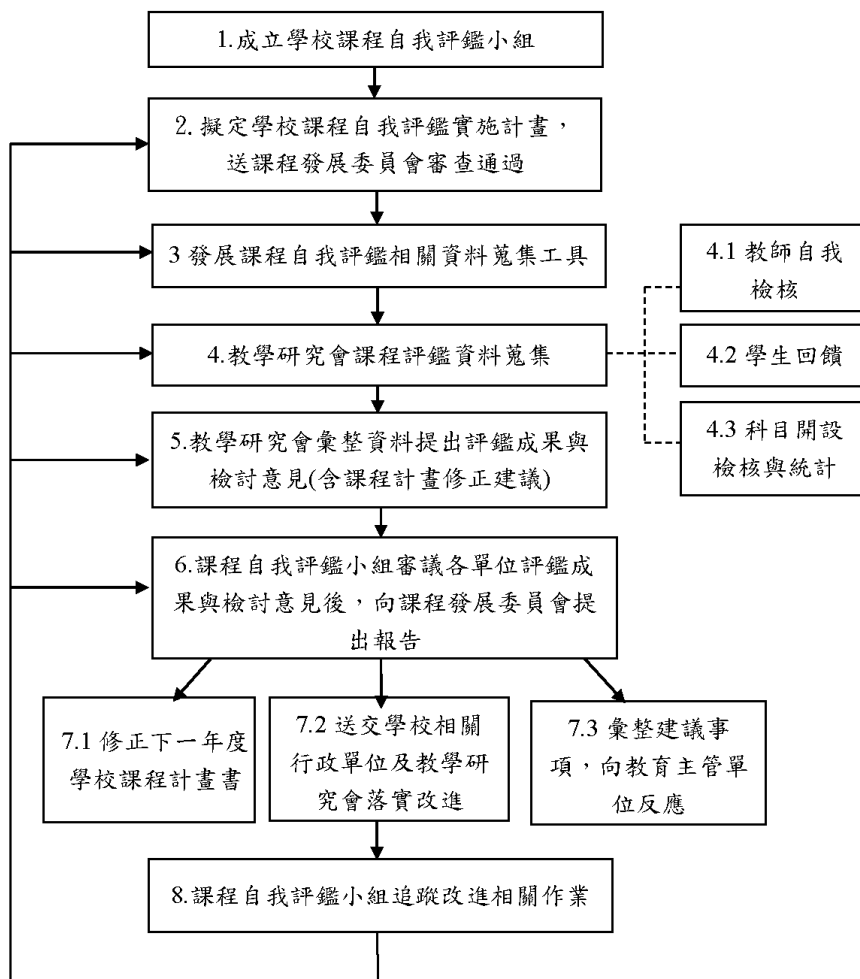 1.成立學校課程自我評鑑小組
2. 擬定學校課程自我評鑑實施計畫，
送課程發展委員會審查通過
3 發展課程自我評鑑相關資料蒐集工具
4.教學研究會課程評鑑資料蒐集
4.1 教師自我
檢核
4.2 學生回饋
4.3 科目開設
檢核與統計
5.教學研究會彙整資料提出評鑑成果與
檢討意見(含課程計畫修正建議)
6.課程自我評鑑小組審議各單位評鑑成
果與檢討意見後，向課程發展委員會提
出報告
7.1 修正下一年度
學校課程計畫書
7.2 送交學校相關
行政單位及教學研
究會落實改進
7.3 彙整建議事
項，向教育主管單
位反應
8.課程自我評鑑小組追蹤改進相關作業